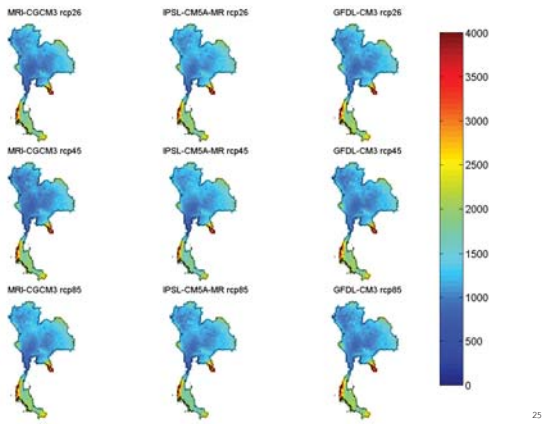 MRI-CGCM3 rcp26
IPSL-CM5A-MR rcp26
GFDL-CM3 rcp26
MRI-CGCM3 rcp45
IPSL-CM5A-MR rcp45
GFDL-CM3 rcp45
MRI-CGCM3 rcp85
IPSL-CM5A-MR rcp85
GFDL-CM3 rcp85
4000
3500
3000
2500
2000
1500
1000
500
0
25